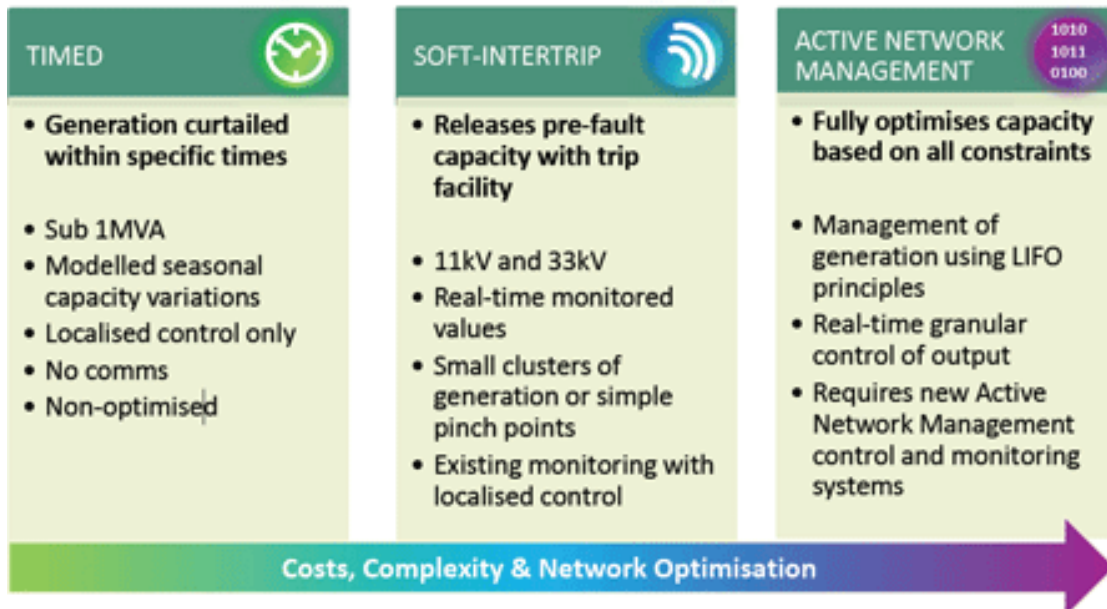 TIMED
• Generation curtailed
within specific times
• Sub 1MVA
• Modelled seasonal
capacity variations
• Localised control only
• No comms
• Non-optimised
SOFT-INTERTRIP
• Releases pre-fault
capacity with trip
facility
• 11kV and 33kV
• Real-time monitored
values
• Small clusters of
generation or simple
pinch points
• Existing monitoring with
localised control
ACTIVE NETWORK
MANAGEMENT
1010
1011
0100
• Fully optimises capacity
based on all constraints
• Management of
generation using LIFO
principles
• Real-time granular
control of output
• Requires new Active
Network Management
control and monitoring
systems
Costs, Complexity & Network Optimisation